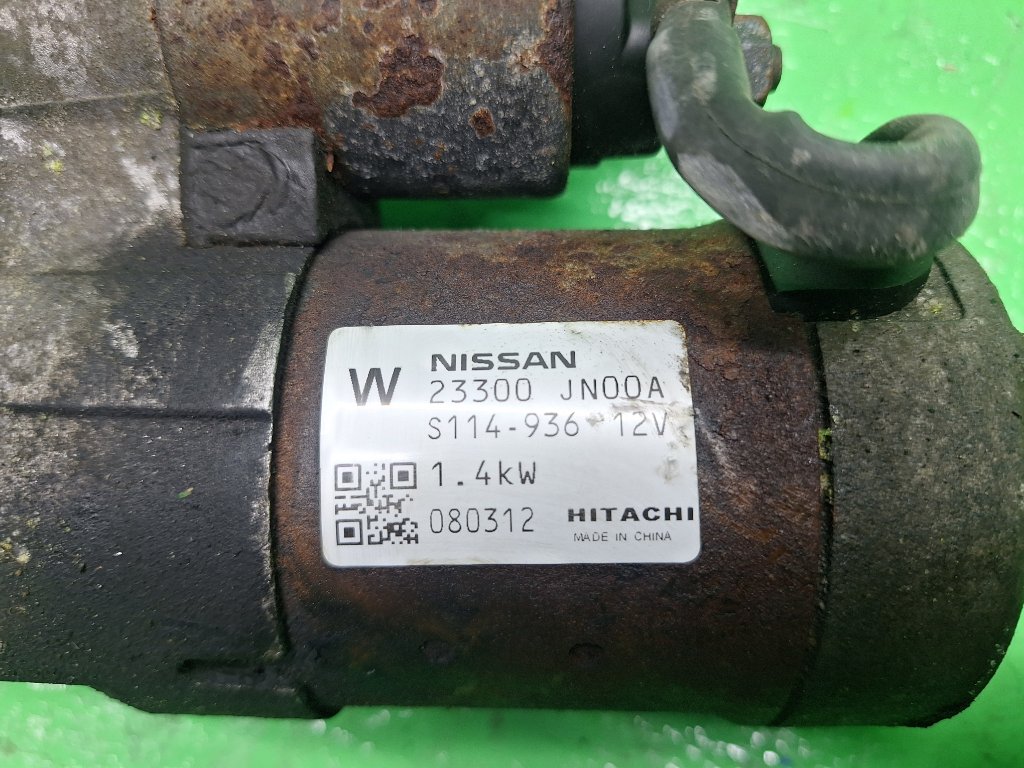 W NISSAN
23300 JN00A
S114-936 12V
1.4kW
080312 HITACHI
MADE IN CHINA